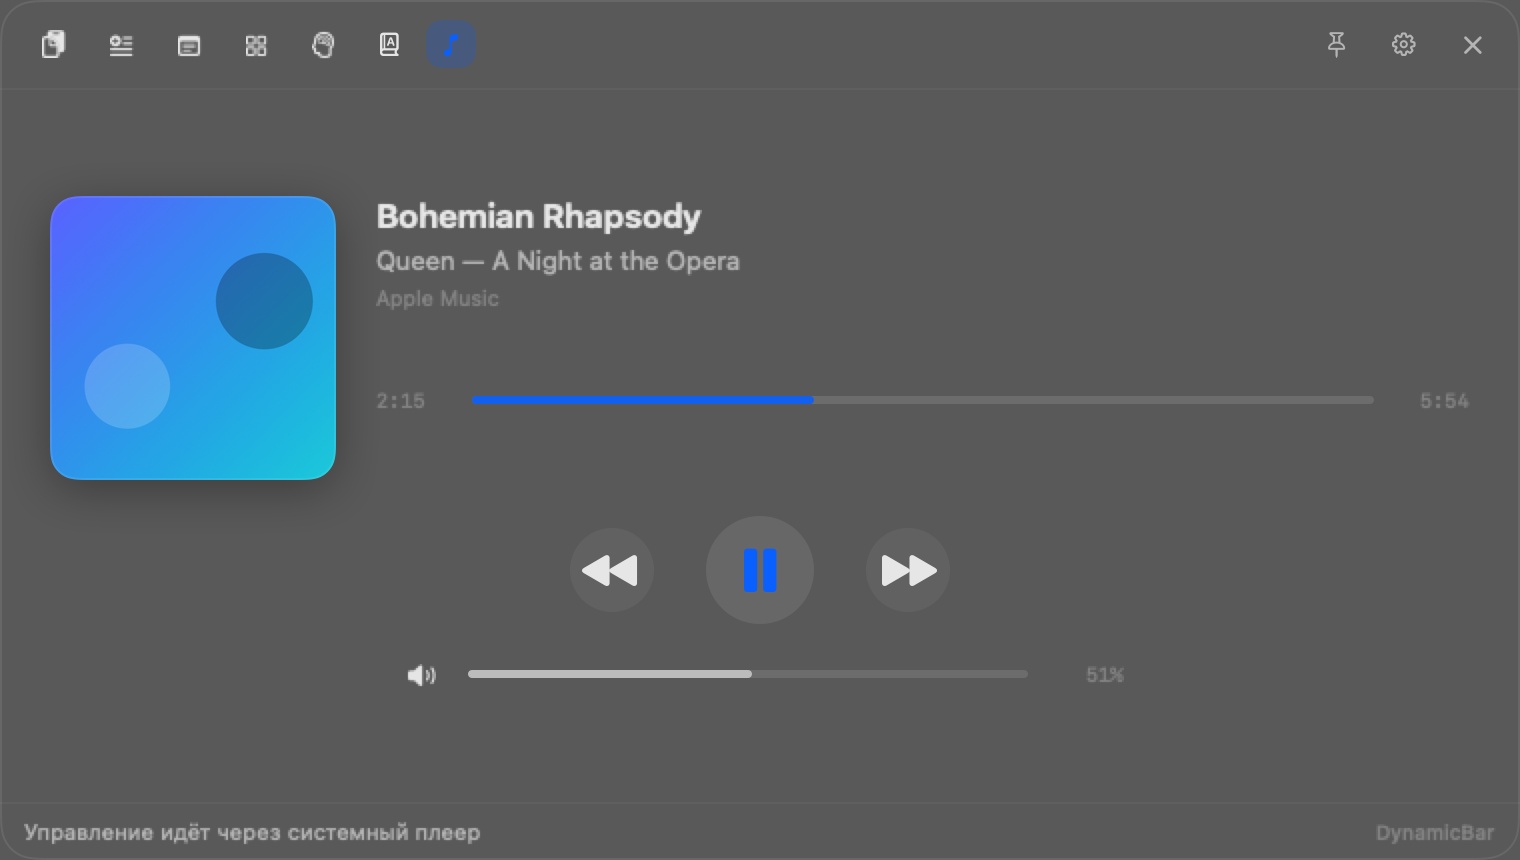 Bohemian Rhapsody
Queen — A Night at the Opera
Apple Music
2:15
5:54
51%
Управление идёт через системный плеер
DynamicBar